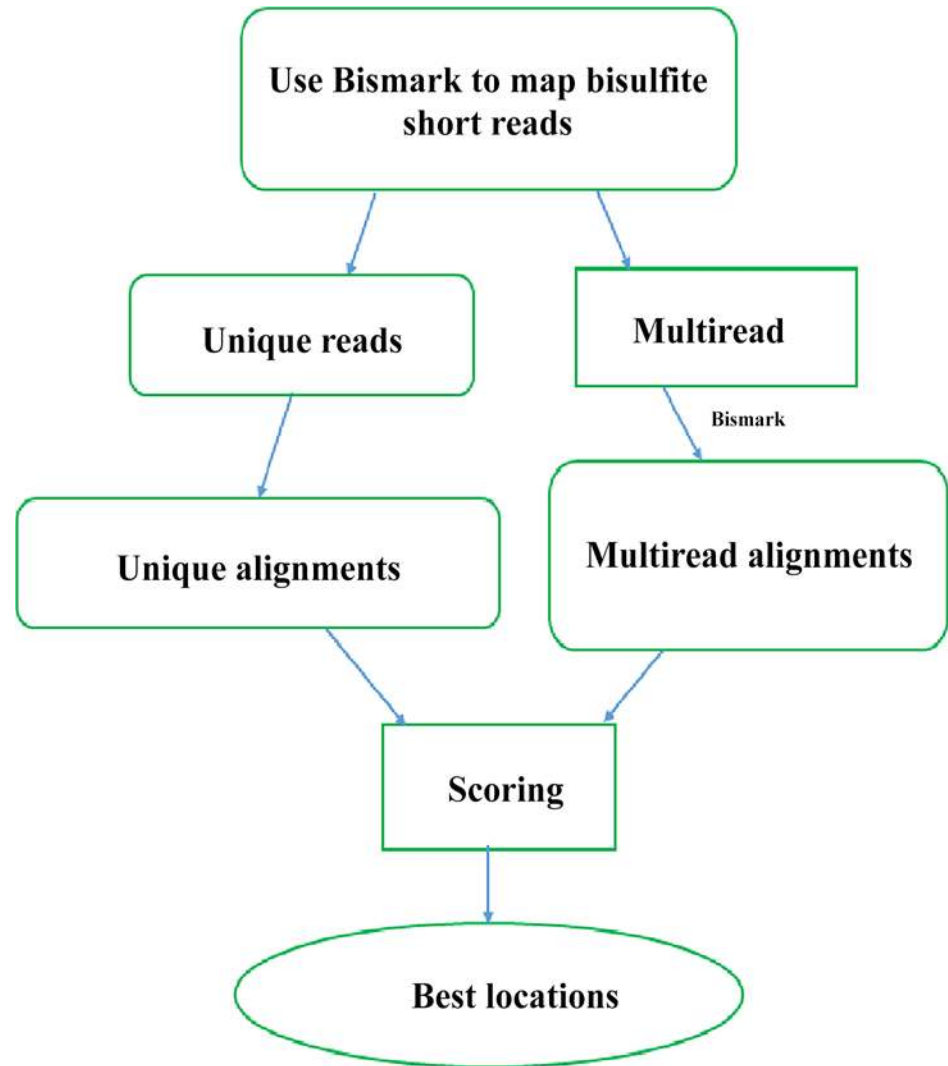 Use Bismark to map bisulfite
short reads
Unique reads
Multiread
Bismark
Unique alignments
Multiread alignments
Scoring
Best locations